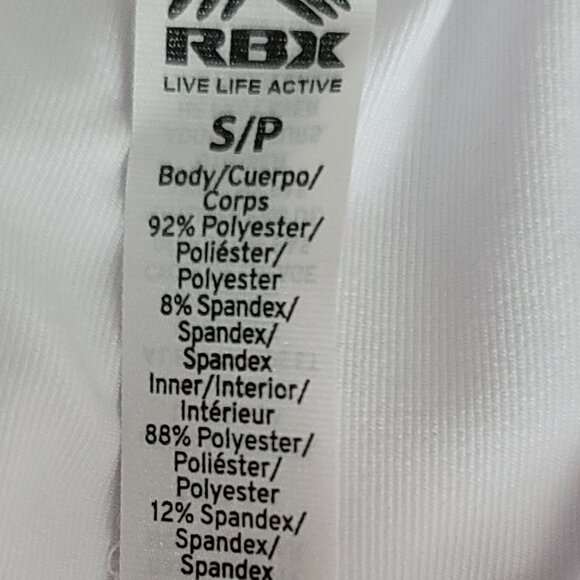 RBX
LIVE LIFE ACTIVE
S/P
Body/Cuerpo/
Corps
92% Polyester/
Poliéster/
Polyester
8% Spandex/
Spandex/
Spandex
Inner/Interior/
Intérieur
88% Polyester/
Poliéster/
Polyester
12% Spandex/
Spandex/
Spandex